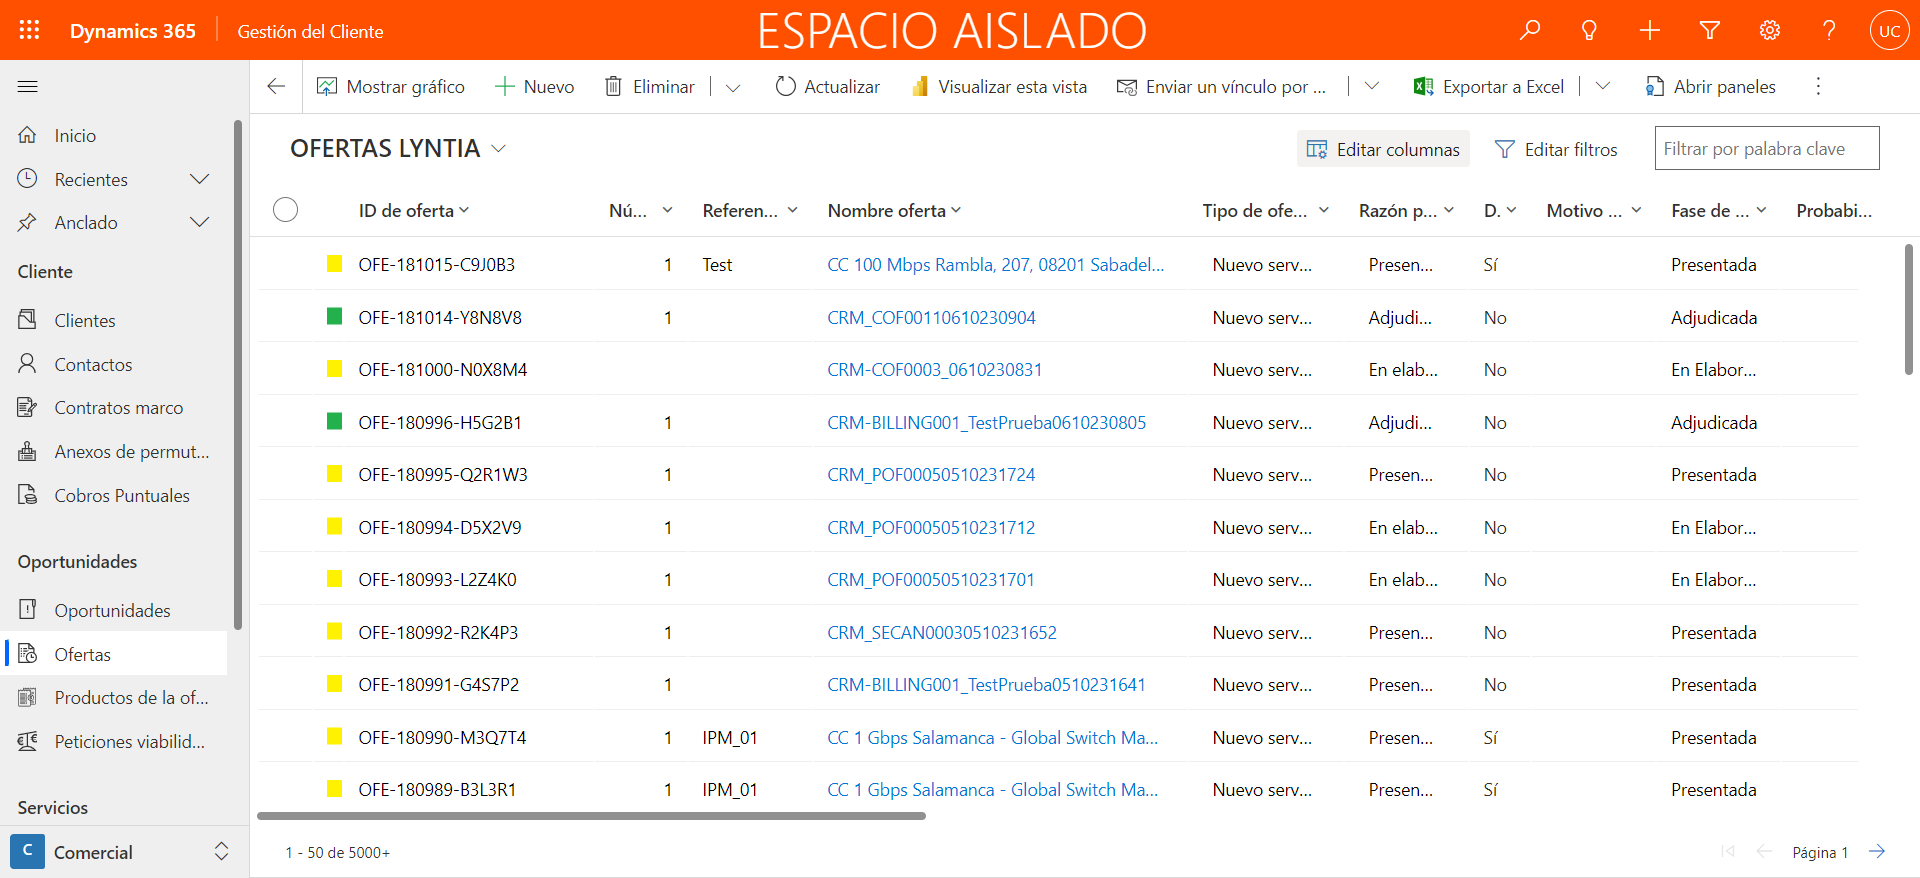 Dynamics 365 Gestión del Cliente ESPACIO AISLADO UC
Mostrar gráfico Nuevo Eliminar Actualizar Visualizar esta vista Enviar un vínculo por ... Exportar a Excel Abrir paneles
Inicio
Recientes
Anclado
Cliente
Clientes
Contactos
Contratos marco
Anexos de permut...
Cobros Puntuales
Oportunidades
Oportunidades
Ofertas
Productos de la of...
Peticiones viabilid...
Servicios
C Comercial
OFERTAS LYNTIA Editar columnas Editar filtros Filtrar por palabra clave
ID de oferta Nú... Referen... Nombre oferta Tipo de ofe... Razón p... D. Motivo ... Fase de ... Probabi...
OFE-181015-C9J0B3 1 Test CC 100 Mbps Rambla, 207, 08201 Sabadel... Nuevo serv... Presen... Sí Presentada
OFE-181014-Y8N8V8 1 CRM_COF00110610230904 Nuevo serv... Adjudi... No Adjudicada
OFE-181000-N0X8M4 CRM-COF0003_0610230831 Nuevo serv... En elab... No En Elabor...
OFE-180996-H5G2B1 1 CRM-BILLING001_TestPrueba0610230805 Nuevo serv... Adjudi... No Adjudicada
OFE-180995-Q2R1W3 1 CRM_POF00050510231724 Nuevo serv... Presen... No Presentada
OFE-180994-D5X2V9 1 CRM_POF00050510231712 Nuevo serv... En elab... No En Elabor...
OFE-180993-L2Z4K0 1 CRM_POF00050510231701 Nuevo serv... En elab... No En Elabor...
OFE-180992-R2K4P3 1 CRM_SECAN00030510231652 Nuevo serv... Presen... No Presentada
OFE-180991-G4S7P2 1 CRM-BILLING001_TestPrueba0510231641 Nuevo serv... Presen... No Presentada
OFE-180990-M3Q7T4 1 IPM_01 CC 1 Gbps Salamanca - Global Switch Ma... Nuevo serv... Presen... Sí Presentada
OFE-180989-B3L3R1 1 IPM_01 CC 1 Gbps Salamanca - Global Switch Ma... Nuevo serv... Presen... Sí Presentada
1 - 50 de 5000+ Página 1